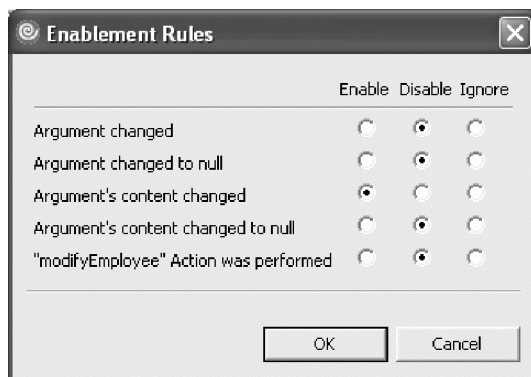 Enablement Rules
Enable Disable Ignore
Argument changed
Argument changed to null
Argument's content changed
Argument's content changed to null
"modifyEmployee" Action was performed
OK
Cancel